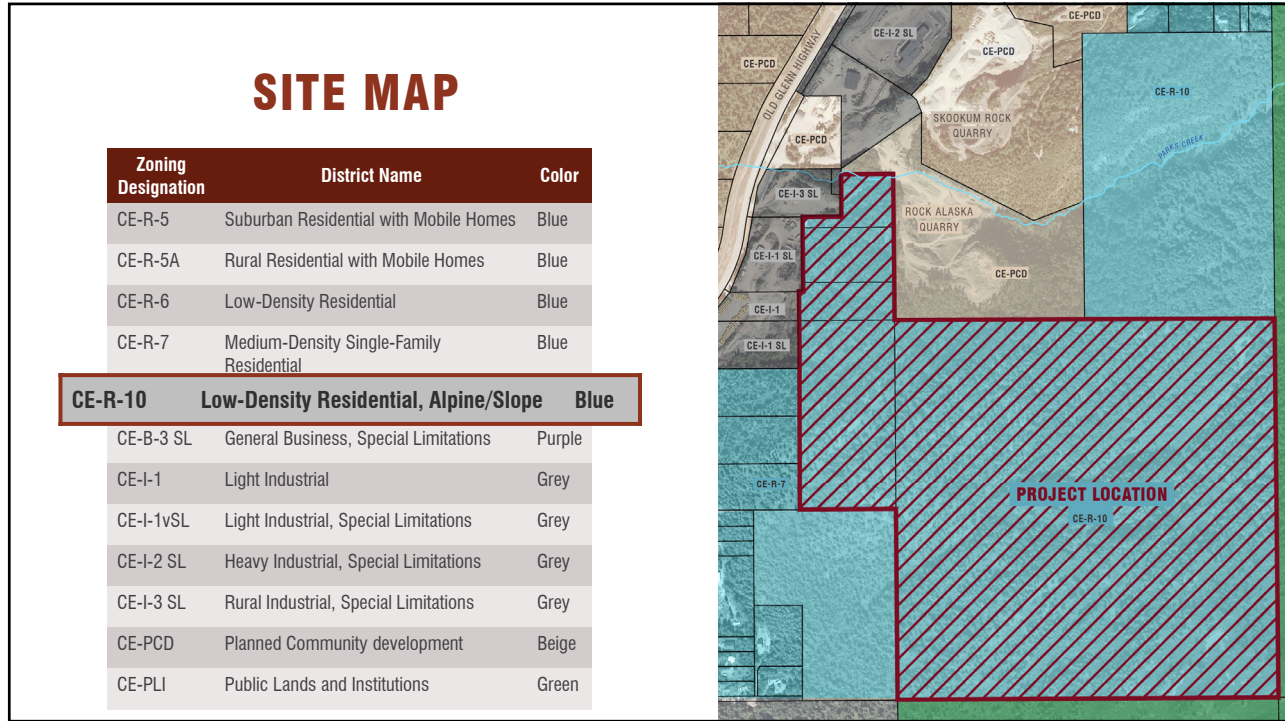 SITE MAP
Zoning Designation District Name Color
CE-R-5 Suburban Residential with Mobile Homes Blue
CE-R-5A Rural Residential with Mobile Homes Blue
CE-R-6 Low-Density Residential Blue
CE-R-7 Medium-Density Single-Family Residential Blue
CE-R-10 Low-Density Residential, Alpine/Slope Blue
CE-B-3 SL General Business, Special Limitations Purple
CE-I-1 Light Industrial Grey
CE-I-1vSL Light Industrial, Special Limitations Grey
CE-I-2 SL Heavy Industrial, Special Limitations Grey
CE-I-3 SL Rural Industrial, Special Limitations Grey
CE-PCD Planned Community development Beige
CE-PLI Public Lands and Institutions Green
CE-PCD
CE-I-2 SL
CE-PCD
CE-PCD
OLD GLENN HIGHWAY
CE-R-10
SKOOKUM ROCK
QUARRY
CE-PCD
PARKS CREEK
CE-I-3 SL
ROCK ALASKA
QUARRY
CE-I-1 SL
CE-PCD
CE-I-1
CE-I-1 SL
CE-R-7
PROJECT LOCATION
CE-R-10